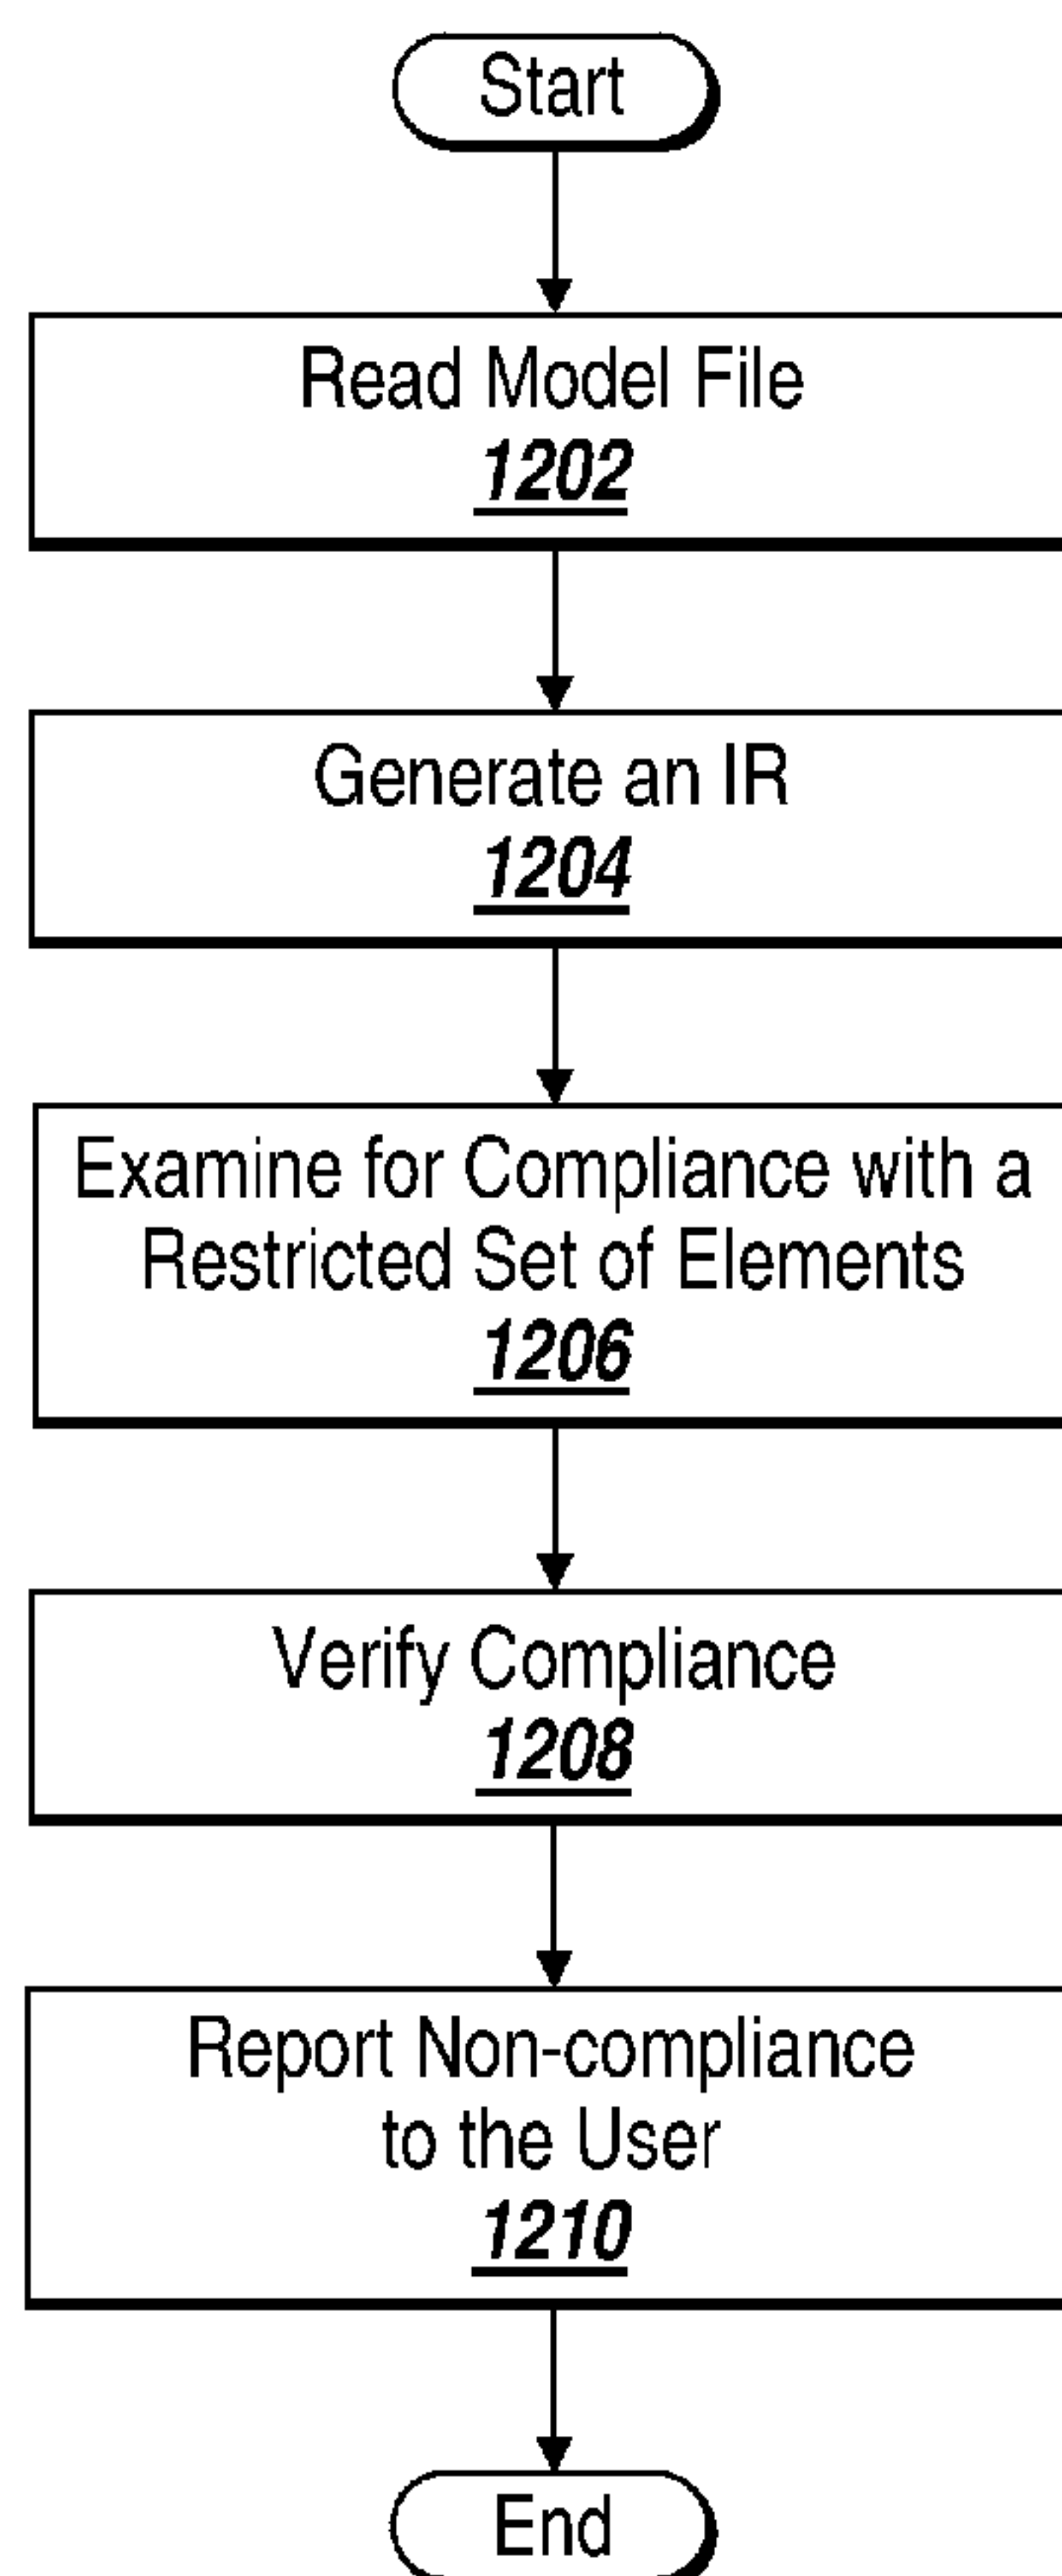 Start
Read Model File
1202
Generate an IR
1204
Examine for Compliance with a
Restricted Set of Elements
1206
Verify Compliance
1208
Report Non-compliance
to the User
1210
End